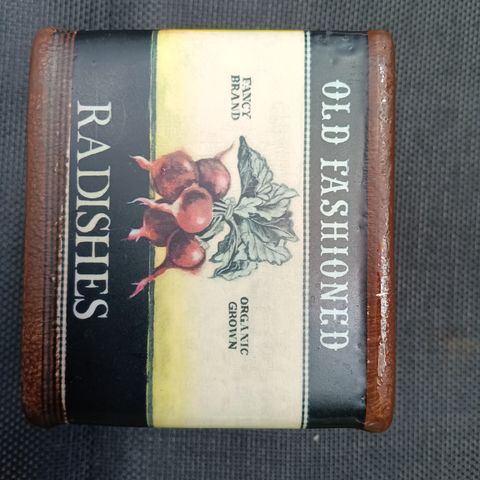 OLD FASHIONED
FANCY
BRAND
ORGANIC
GROWN
RADISHES